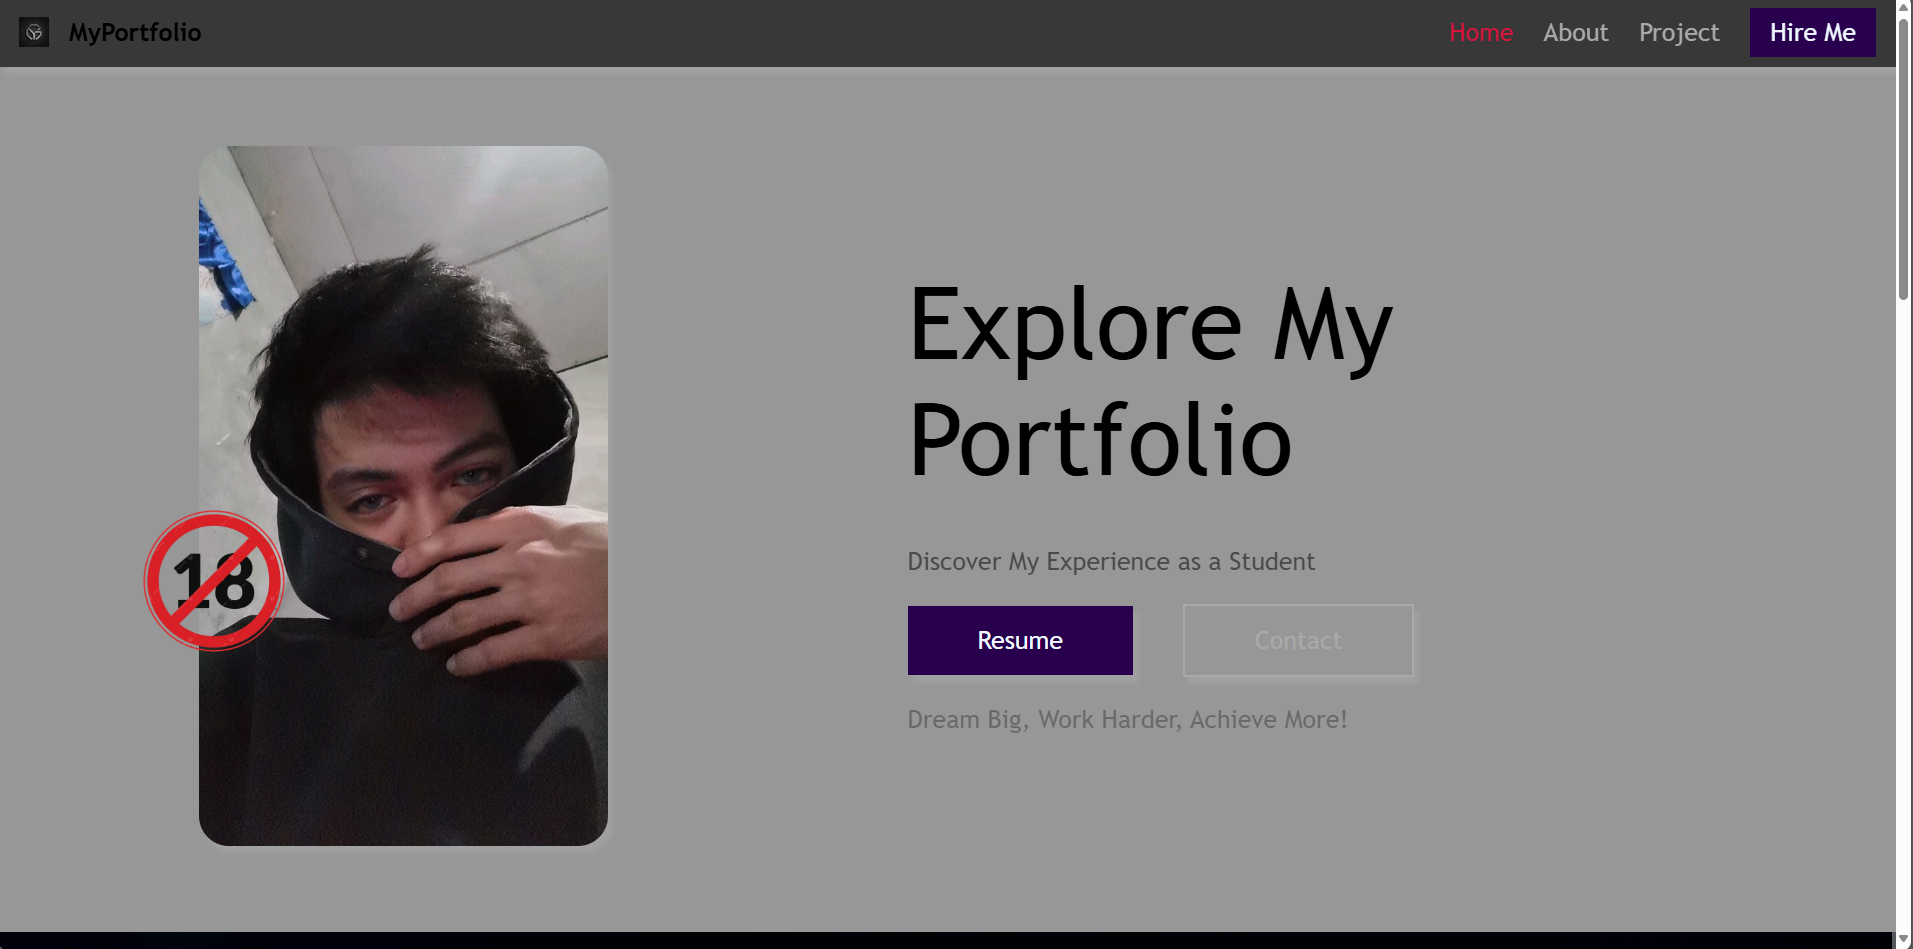 MyPortfolio
Home
About
Project
Hire Me
Explore My
Portfolio
Discover My Experience as a Student
Resume
Contact
Dream Big, Work Harder, Achieve More!
18